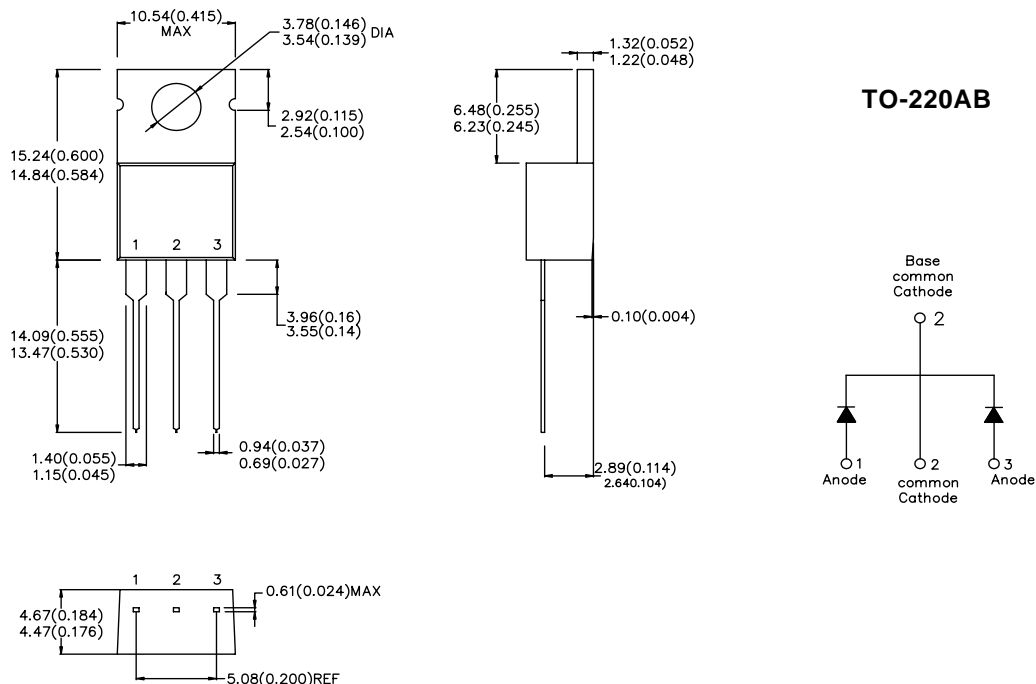 10.54(0.415)
MAX
3.78(0.146)
3.54(0.139) DIA
2.92(0.115)
2.54(0.100)
15.24(0.600)
14.84(0.584)
1 2 3
3.96(0.16)
3.55(0.14)
14.09(0.555)
13.47(0.530)
1.40(0.055)
1.15(0.045)
0.94(0.037)
0.69(0.027)
1.32(0.052)
1.22(0.048)
6.48(0.255)
6.23(0.245)
0.10(0.004)
2.89(0.114)
2.640.104)
TO-220AB
Base
common
Cathode
2
1
Anode
2
common
Cathode
3
Anode
1 2 3
0.61(0.024)MAX
4.67(0.184)
4.47(0.176)
5.08(0.200)REF